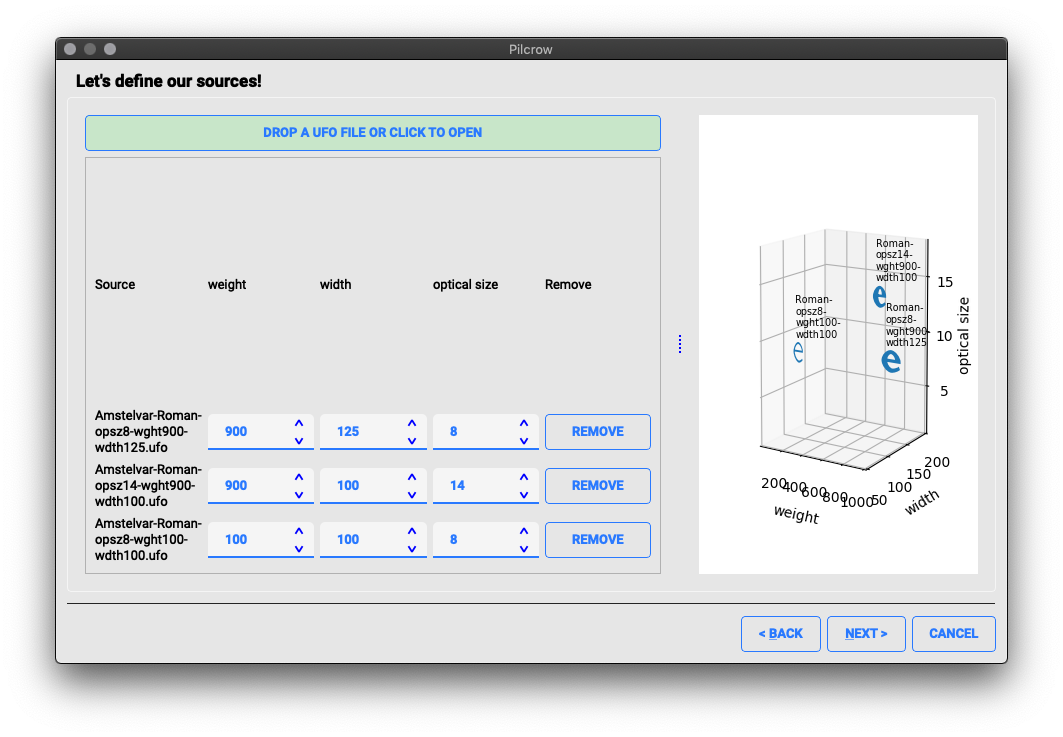 Pilcrow
Let's define our sources!
DROP A UFO FILE OR CLICK TO OPEN
Source weight width optical size Remove
Amstelvar-Roman-
opsz8-wght900-
wdth125.ufo
900 125 8 REMOVE
Amstelvar-Roman-
opsz14-wght900-
wdth100.ufo
900 100 14 REMOVE
Amstelvar-Roman-
opsz8-wght100-
wdth100.ufo
100 100 8 REMOVE
Roman-
opsz14-
wght900-
wdth100
e
Roman-
opsz8-
wght100-
wdth100
e
Roman-
opsz8-
wght900-
wdth125
e
15
10
5
optical size
200 400 600 800 1000
weight
50 100 150 200
width
< BACK NEXT > CANCEL